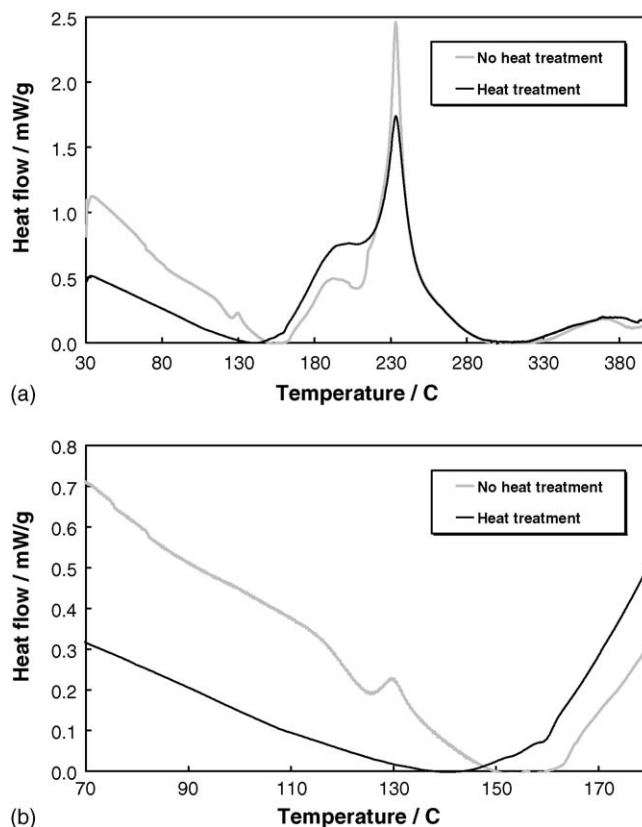 2.5
2.0
1.5
1.0
0.5
0.0
Heat flow / mW/g
No heat treatment
Heat treatment
30 80 130 180 230 280 330 380
Temperature / C
(a)
0.8
0.7
0.6
0.5
0.4
0.3
0.2
0.1
0.0
Heat flow / mW/g
No heat treatment
Heat treatment
70 90 110 130 150 170
Temperature / C
(b)